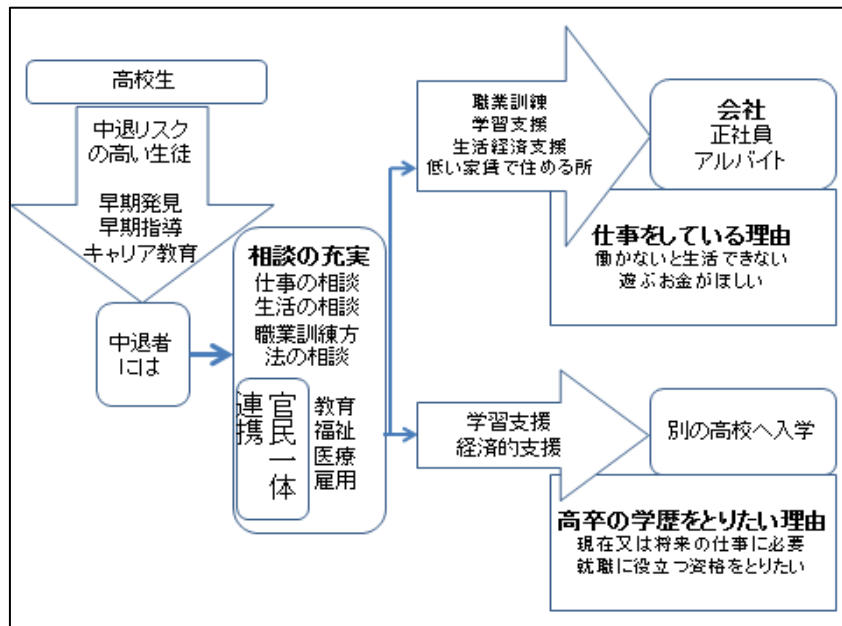 高校生
中退リスク
の高い生徒
早期発見
早期指導
キャリア教育
中退者
には
相談の充実
仕事の相談
生活の相談
職業訓練方
法の相談
官民一体
連携
教育
福祉
医療
雇用
職業訓練
学習支援
生活経済支援
低い家賃で住める所
会社
正社員
アルバイト
仕事をしている理由
働かないと生活できない
遊ぶお金がほしい
学習支援
経済的支援
別の高校へ入学
高卒の学歴をとりたい理由
現在又は将来の仕事に必要
就職に役立つ資格をとりたい